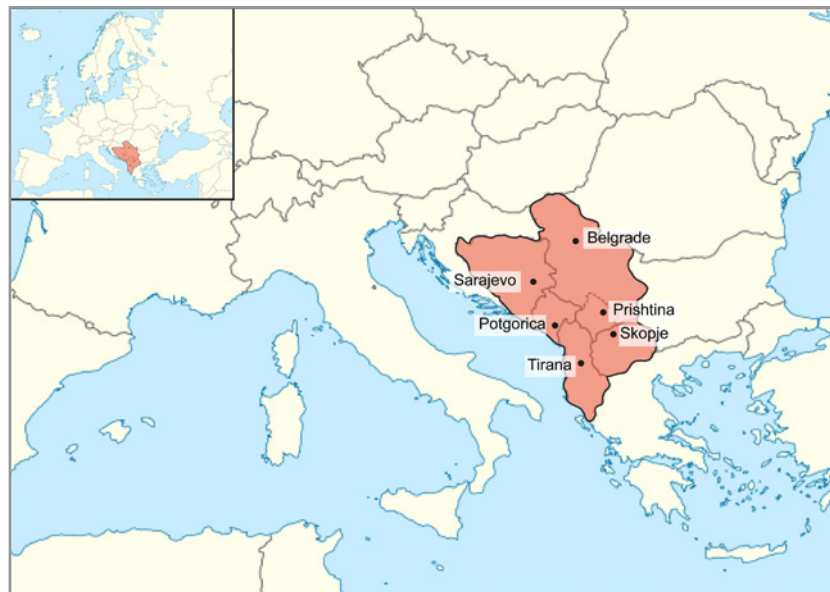 Belgrade
Sarajevo
Prishtina
Potgorica
Skopje
Tirana